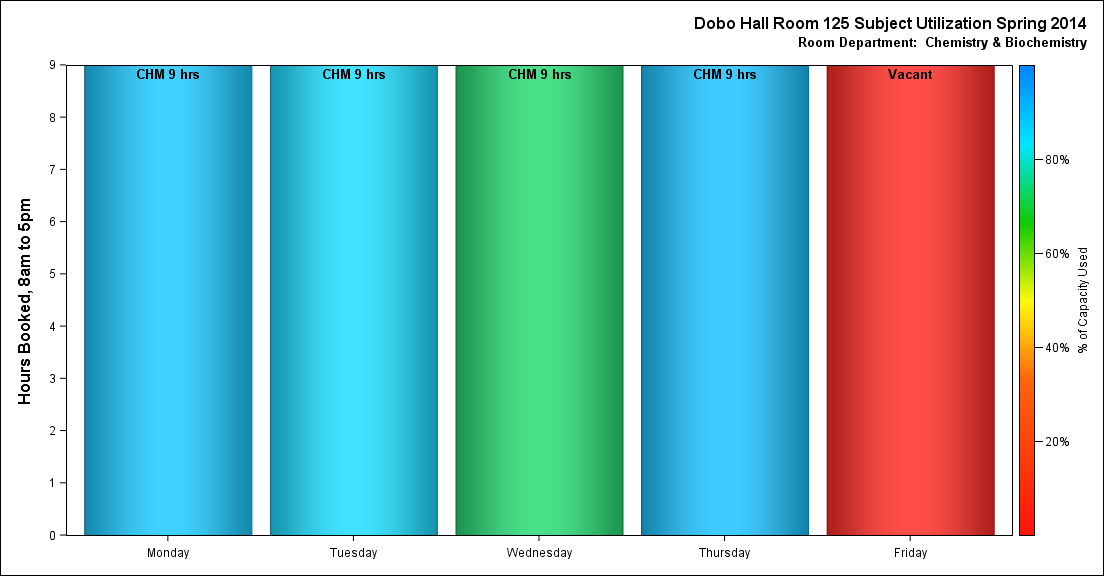 Dobo Hall Room 125 Subject Utilization Spring 2014
Room Department:  Chemistry & Biochemistry
CHM 9 hrs
CHM 9 hrs
CHM 9 hrs
CHM 9 hrs
Vacant
9
8
7
6
5
4
3
2
1
0
Hours Booked, 8am to 5pm
Monday
Tuesday
Wednesday
Thursday
Friday
80%
60%
40%
20%
% of Capacity Used